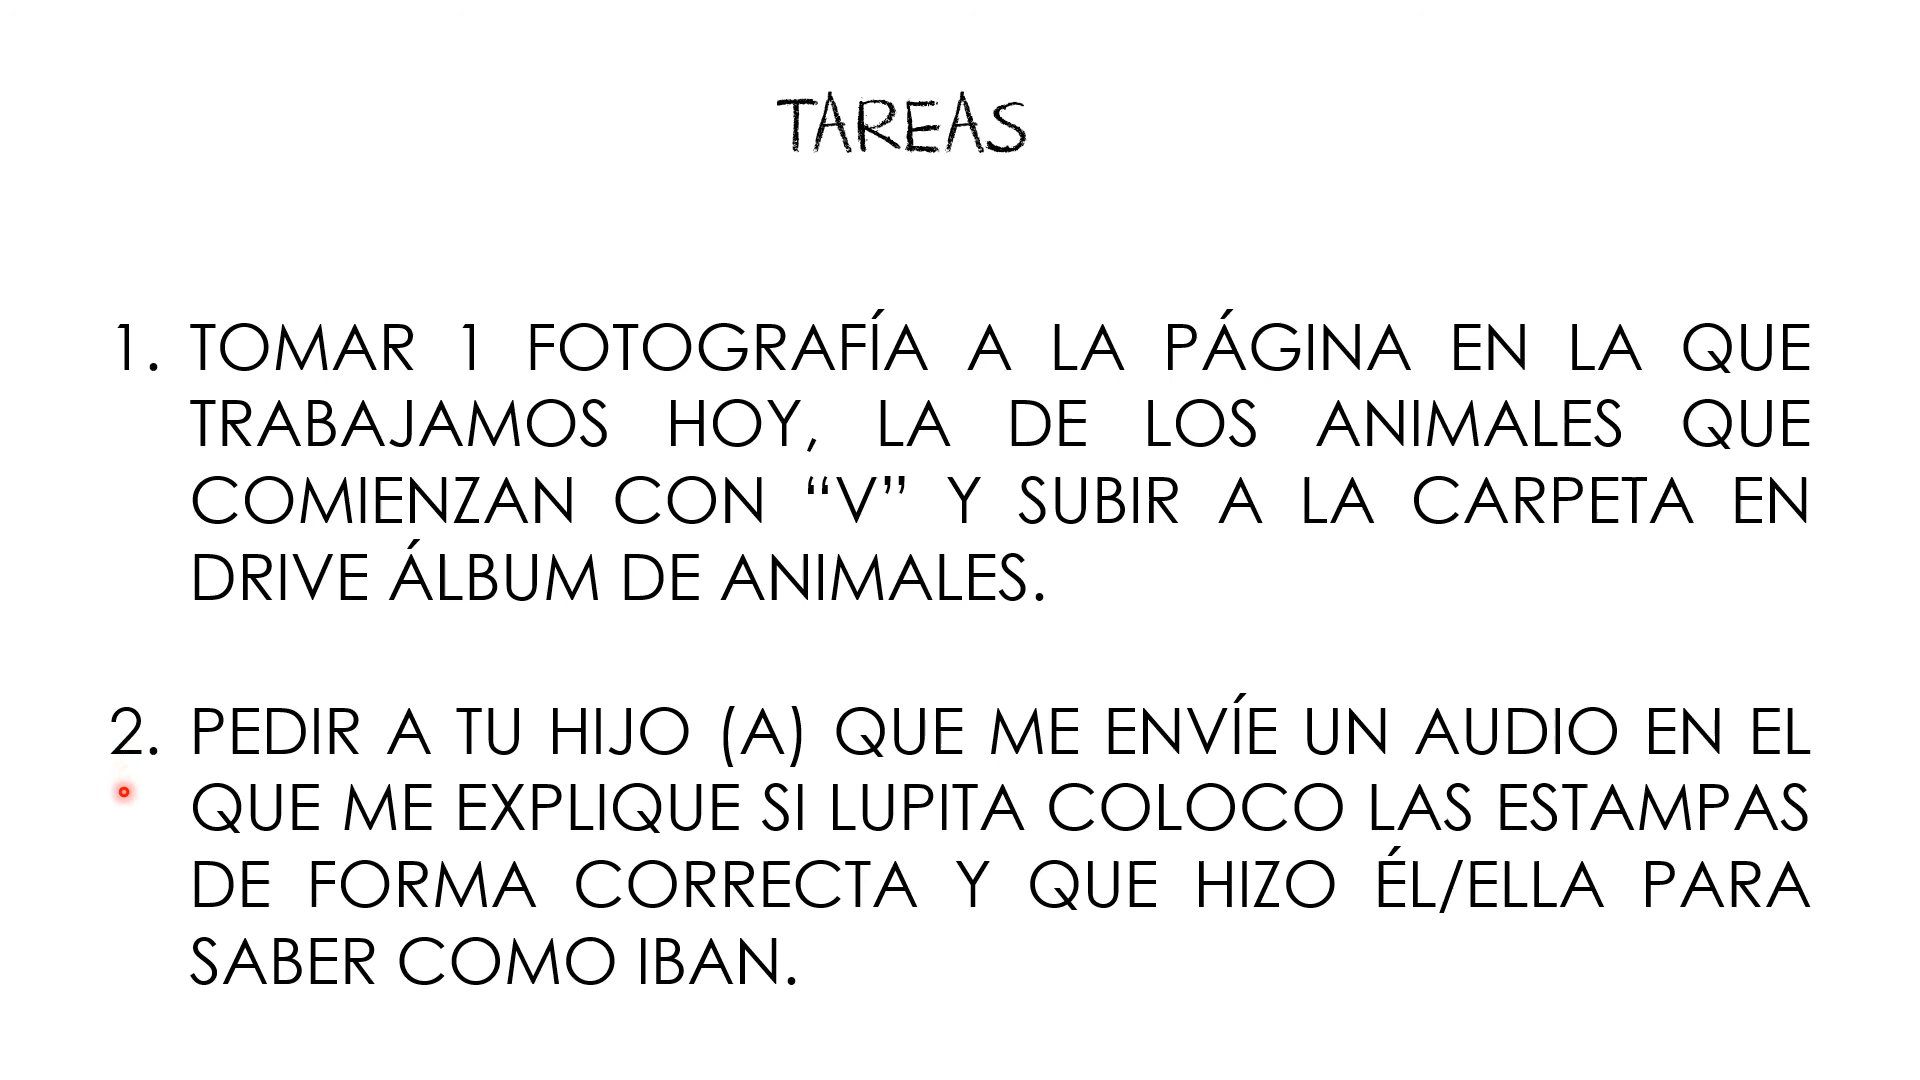 TAREAS
1. TOMAR 1 FOTOGRAFÍA A LA PÁGINA EN LA QUE
TRABAJAMOS HOY, LA DE LOS ANIMALES QUE
COMIENZAN CON “V” Y SUBIR A LA CARPETA EN
DRIVE ÁLBUM DE ANIMALES.
2. PEDIR A TU HIJO (A) QUE ME ENVÍE UN AUDIO EN EL
QUE ME EXPLIQUE SI LUPITA COLOCO LAS ESTAMPAS
DE FORMA CORRECTA Y QUE HIZO ÉL/ELLA PARA
SABER COMO IBAN.